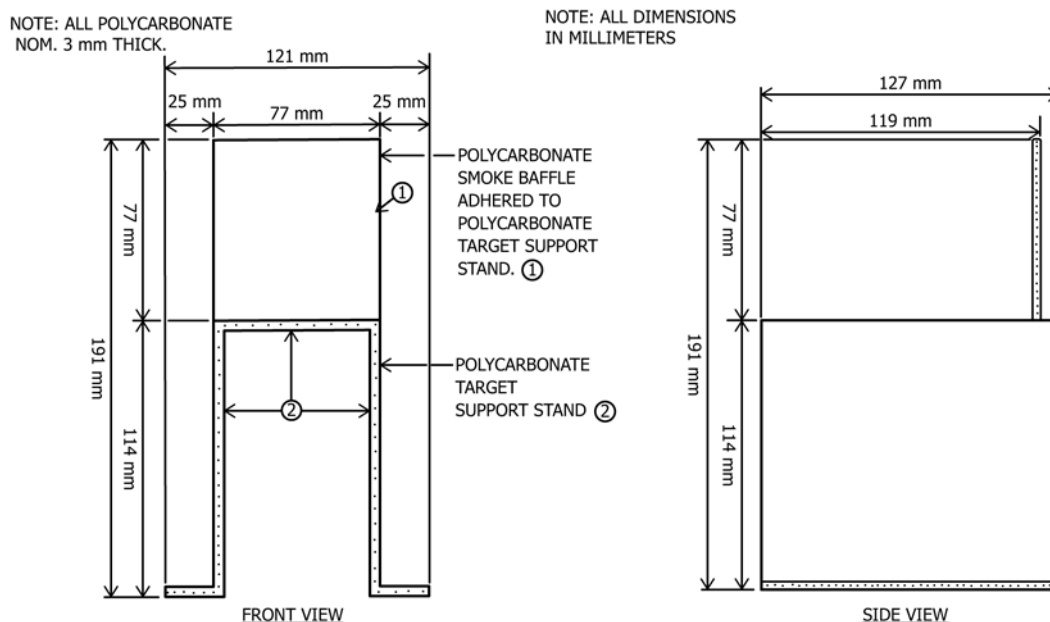 NOTE: ALL POLYCARBONATE
NOM. 3 mm THICK.
NOTE: ALL DIMENSIONS
IN MILLIMETERS
121 mm
25 mm
77 mm
25 mm
77 mm
191 mm
114 mm
POLYCARBONATE
SMOKE BAFFLE
ADHERED TO
POLYCARBONATE
TARGET SUPPORT
STAND. ①
①
POLYCARBONATE
TARGET
SUPPORT STAND ②
②
FRONT VIEW
127 mm
119 mm
77 mm
191 mm
114 mm
SIDE VIEW